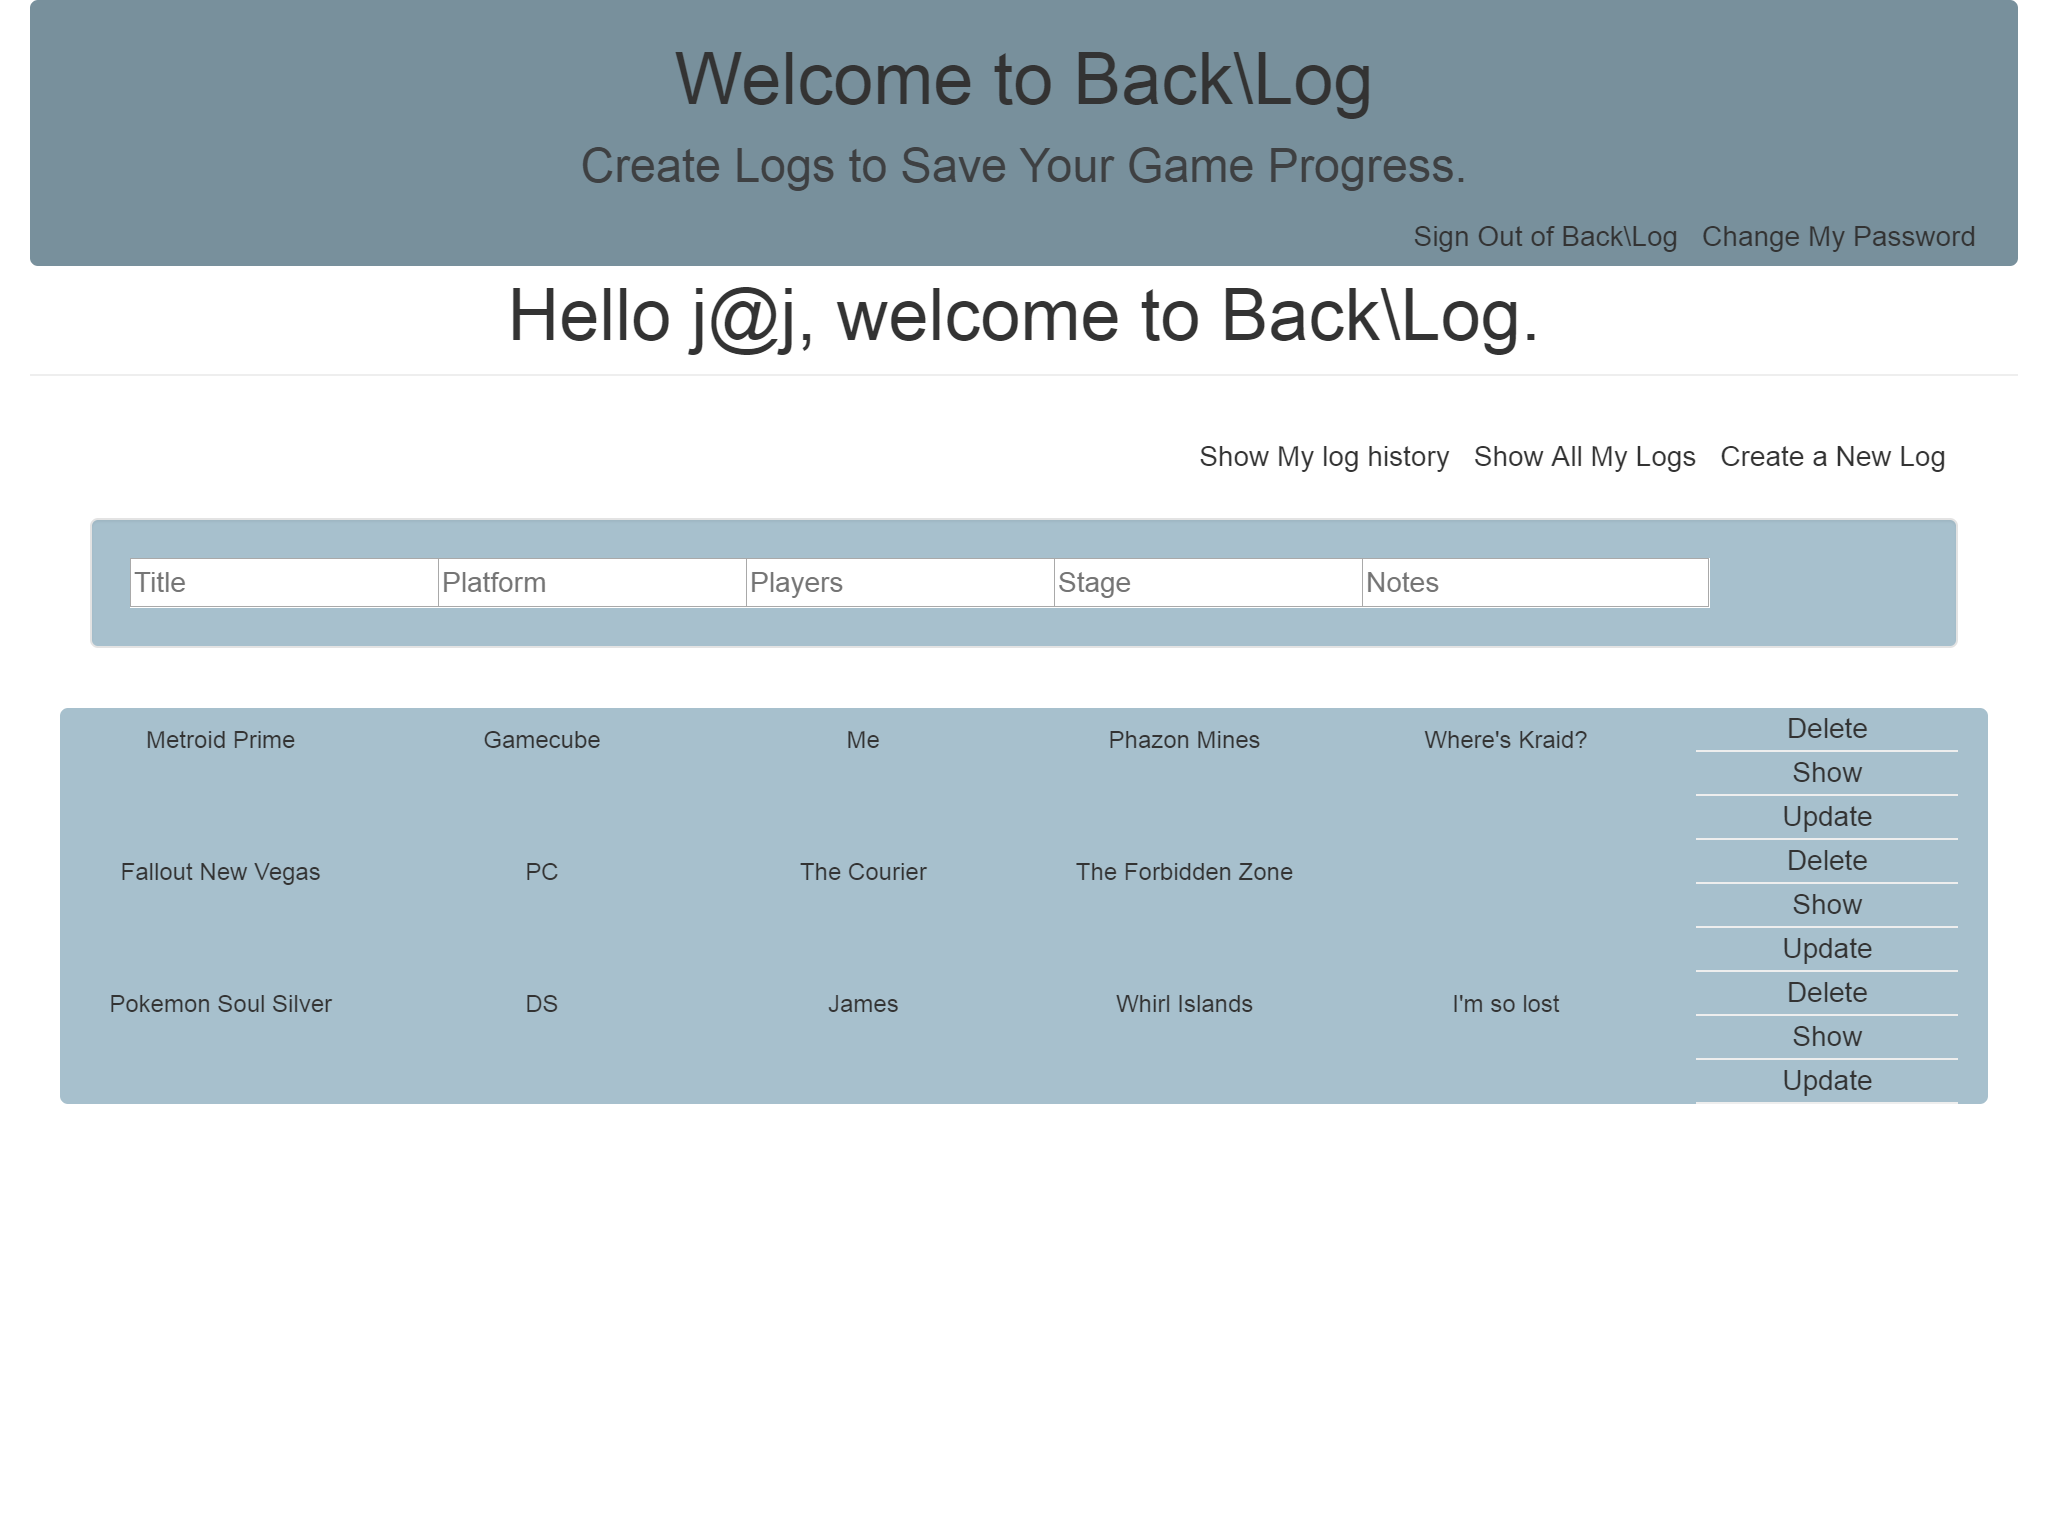 Welcome to Back\Log
Create Logs to Save Your Game Progress.
Sign Out of Back\Log Change My Password
Hello j@j, welcome to Back\Log.
Show My log history Show All My Logs Create a New Log
Title Platform Players Stage Notes
Metroid Prime Gamecube Me Phazon Mines Where's Kraid? Delete
Show
Update
Fallout New Vegas PC The Courier The Forbidden Zone Delete
Show
Update
Pokemon Soul Silver DS James Whirl Islands I'm so lost Delete
Show
Update